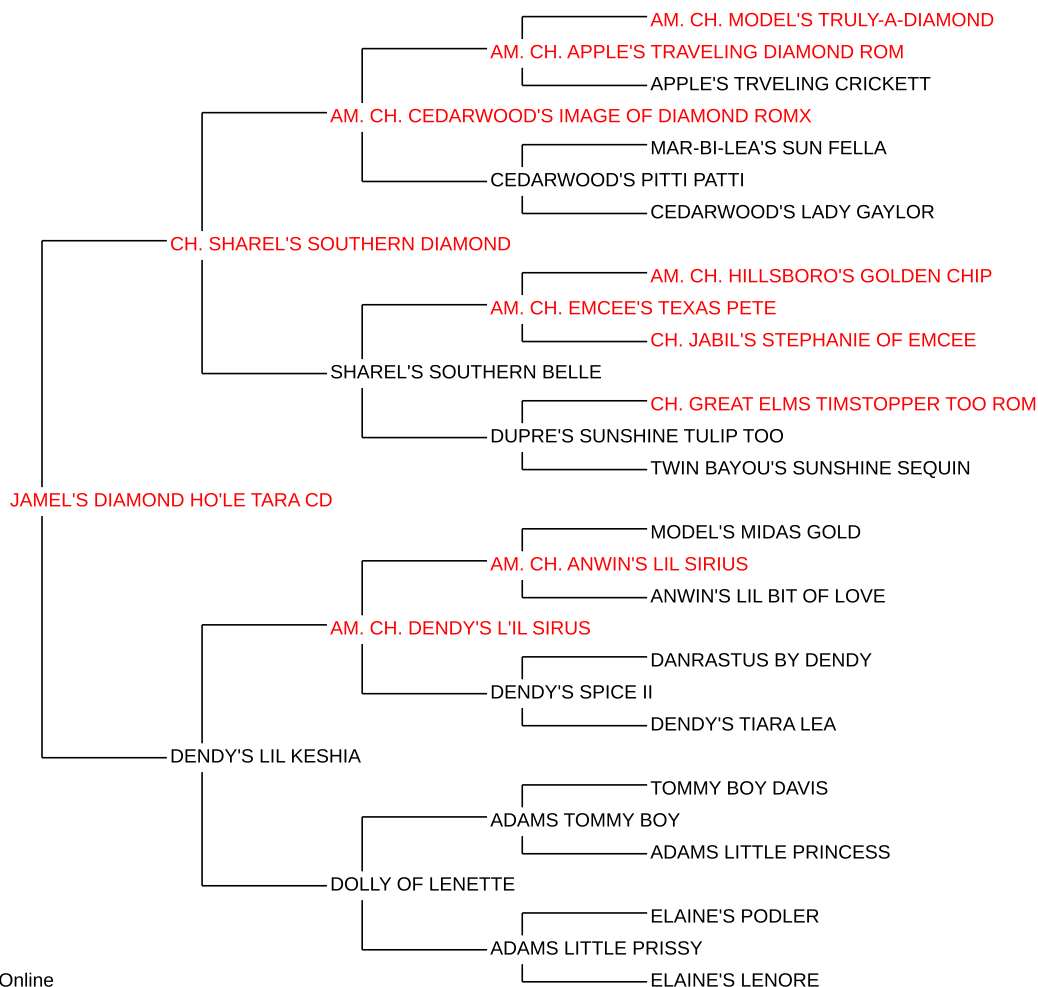 AM. CH. MODEL'S TRULY-A-DIAMOND
AM. CH. APPLE'S TRAVELING DIAMOND ROM
APPLE'S TRVELING CRICKETT
AM. CH. CEDARWOOD'S IMAGE OF DIAMOND ROMX
MAR-BI-LEA'S SUN FELLA
CEDARWOOD'S PITTI PATTI
CEDARWOOD'S LADY GAYLOR
CH. SHAREL'S SOUTHERN DIAMOND
AM. CH. HILLSBORO'S GOLDEN CHIP
AM. CH. EMCEE'S TEXAS PETE
CH. JABIL'S STEPHANIE OF EMCEE
SHAREL'S SOUTHERN BELLE
CH. GREAT ELMS TIMSTOPPER TOO ROM
DUPRE'S SUNSHINE TULIP TOO
TWIN BAYOU'S SUNSHINE SEQUIN
JAMEL'S DIAMOND HO'LE TARA CD
MODEL'S MIDAS GOLD
AM. CH. ANWIN'S LIL SIRIUS
ANWIN'S LIL BIT OF LOVE
AM. CH. DENDY'S L'IL SIRUS
DANRASTUS BY DENDY
DENDY'S SPICE II
DENDY'S TIARA LEA
DENDY'S LIL KESHIA
TOMMY BOY DAVIS
ADAMS TOMMY BOY
ADAMS LITTLE PRINCESS
DOLLY OF LENETTE
ELAINE'S PODLER
ADAMS LITTLE PRISSY
ELAINE'S LENORE
Online